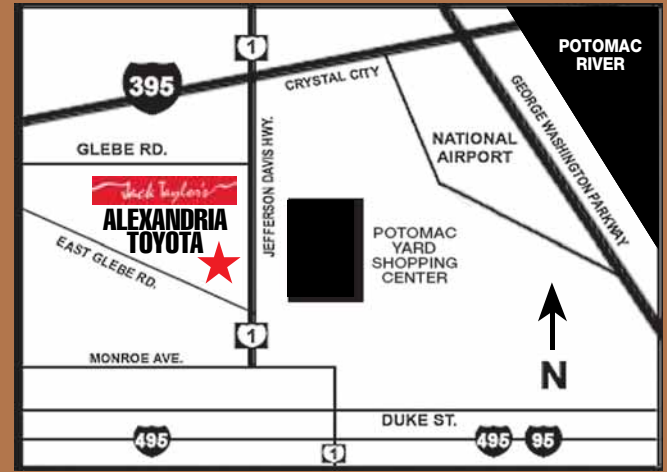 POTOMAC
RIVER
1
395
CRYSTAL CITY
GEORGE WASHINGTON PARKWAY
GLEBE RD.
JEFFERSON DAVIS HWY.
NATIONAL
AIRPORT
Jack Taylor's
ALEXANDRIA
TOYOTA
EAST GLEBE RD.
POTOMAC
YARD
SHOPPING
CENTER
1
MONROE AVE.
N
DUKE ST.
495
1
495
95